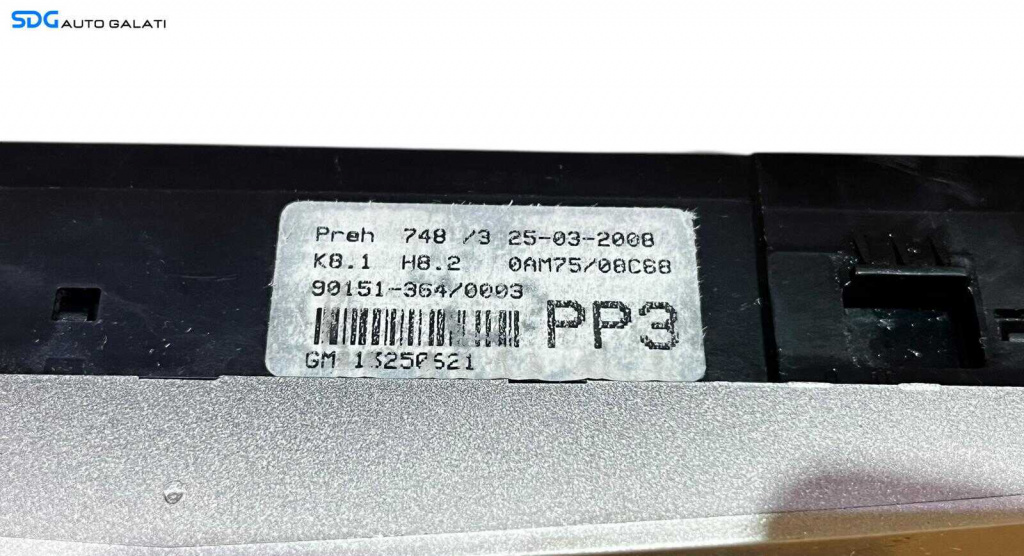 SDG AUTO GALATI
Preh 748 /3 25-03-2008
K8.1 H8.2 0AM75/08C68
90151-364/0003
PP3
GM